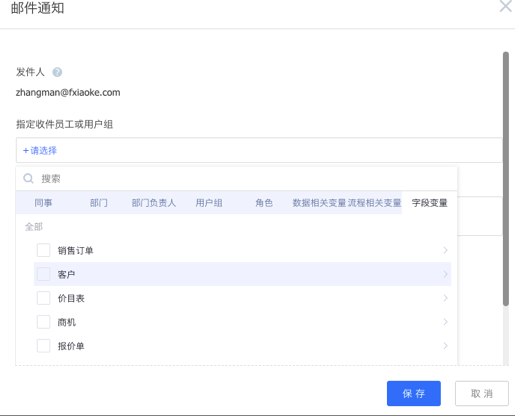 邮件通知
发件人 ?
zhangman@fxiaoke.com
指定收件员工或用户组
+请选择
搜索
同事 部门 部门负责人 用户组 角色 数据相关变量 流程相关变量 字段变量
全部
销售订单
客户
价目表
商机
报价单
保存 取消